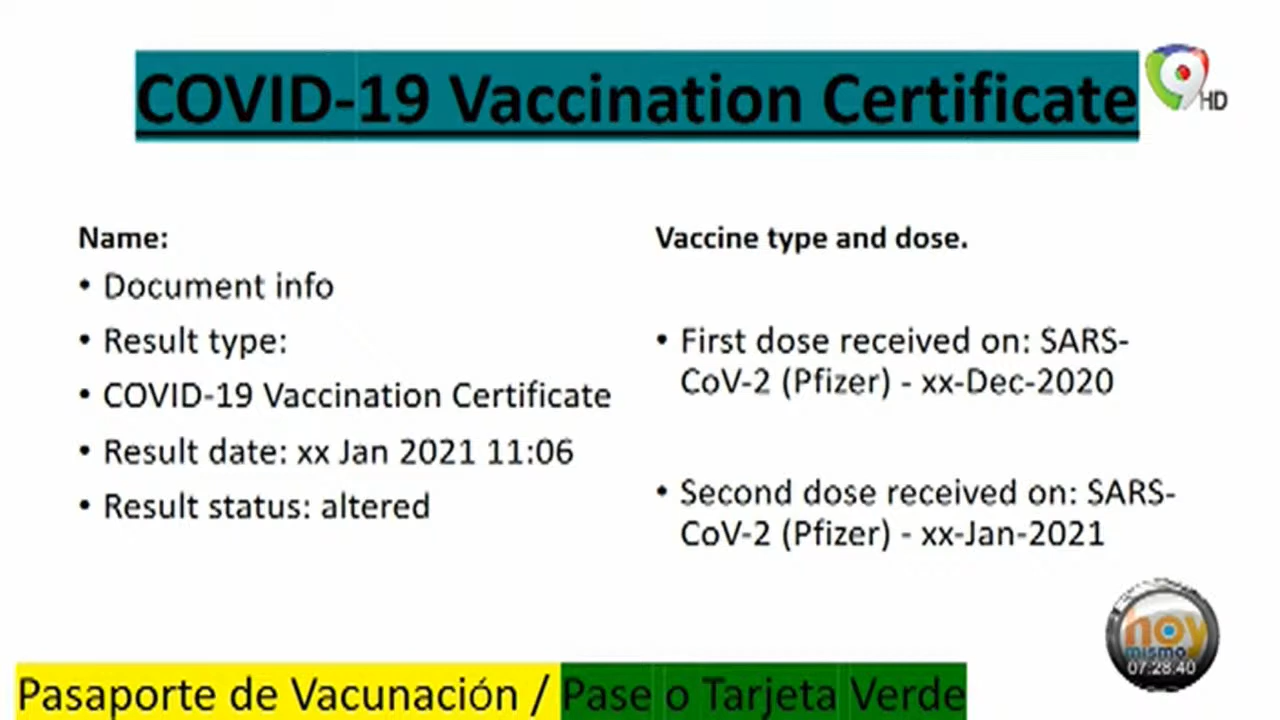 COVID-19 Vaccination Certificate
9
HD
Name:
• Document info
• Result type:
• COVID-19 Vaccination Certificate
• Result date: xx Jan 2021 11:06
• Result status: altered
Vaccine type and dose.
• First dose received on: SARS-
CoV-2 (Pfizer) - xx-Dec-2020
• Second dose received on: SARS-
CoV-2 (Pfizer) - xx-Jan-2021
hoy
mismo
07:28:40
Pasaporte de Vacunación / Pase o Tarjeta Verde